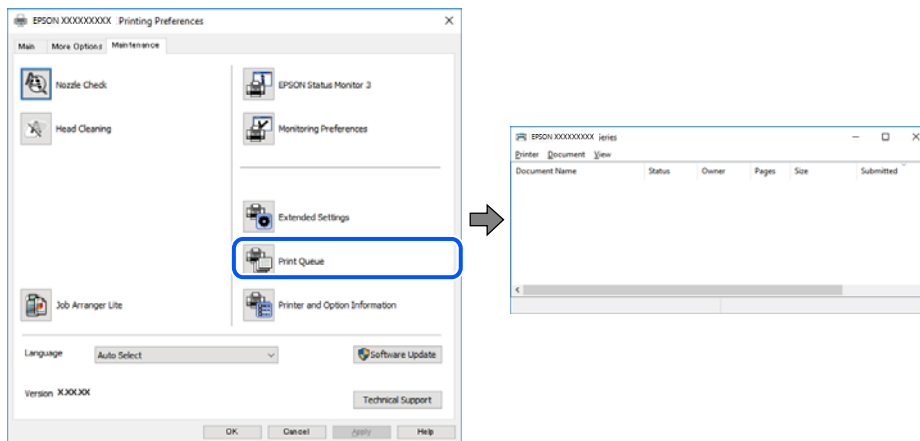 EPSON XXXXXXXXX Printing Preferences
Main More Options Maintenance
Nozzle Check
EPSON Status Monitor 3
Head Cleaning
Monitoring Preferences
Extended Settings
Print Queue
Job Arranger Lite
Printer and Option Information
Language Auto Select Software Update
Version X.XX.XX
Technical Support
OK Cancel Apply Help
EPSON XXXXXXXXX ieries
Printer Document View
Document Name Status Owner Pages Size Submitted